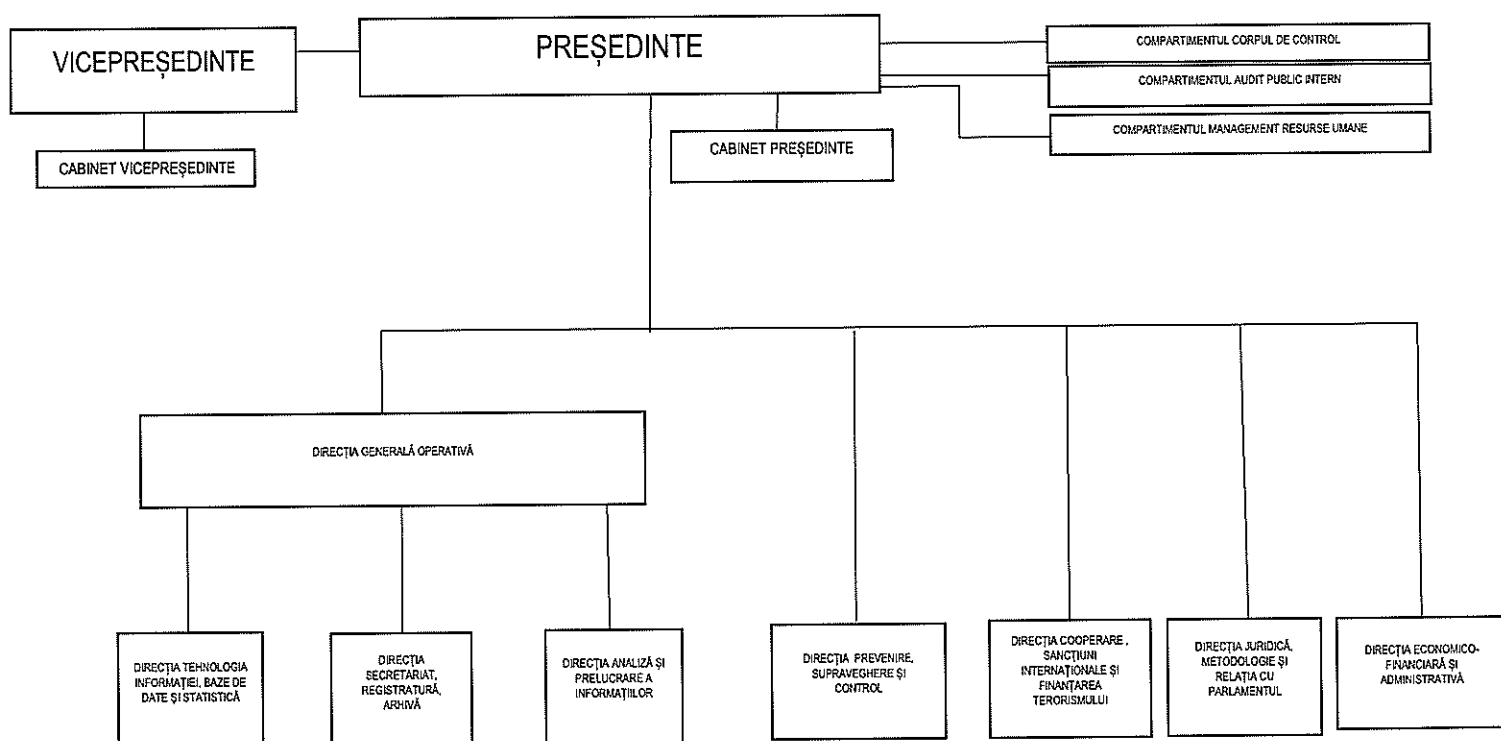 VICEPREȘEDINTE
PREȘEDINTE
COMPARTIMENTUL CORPUL DE CONTROL
COMPARTIMENTUL AUDIT PUBLIC INTERN
COMPARTIMENTUL MANAGEMENT RESURSE UMANE
CABINET VICEPREȘEDINTE
CABINET PREȘEDINTE
DIRECȚIA GENERALĂ OPERATIVĂ
DIRECȚIA TEHNOLOGIA
INFORMAȚIEI, BAZE DE
DATE ȘI STATISTICĂ
DIRECȚIA
SECRETARIAT,
REGISTRATURĂ,
ARHIVĂ
DIRECȚIA ANALIZĂ ȘI
PRELUCRARE A
INFORMAȚIILOR
DIRECȚIA PREVENIRE,
SUPRAVEGHERE ȘI
CONTROL
DIRECȚIA COOPERARE ,
SANCȚIUNI
INTERNAȚIONALE ȘI
FINANȚAREA
TERORISMULUI
DIRECȚIA JURIDICĂ,
METODOLOGIE ȘI
RELAȚIA CU
PARLAMENTUL
DIRECȚIA ECONOMICO-
FINANCIARĂ ȘI
ADMINISTRATIVĂ